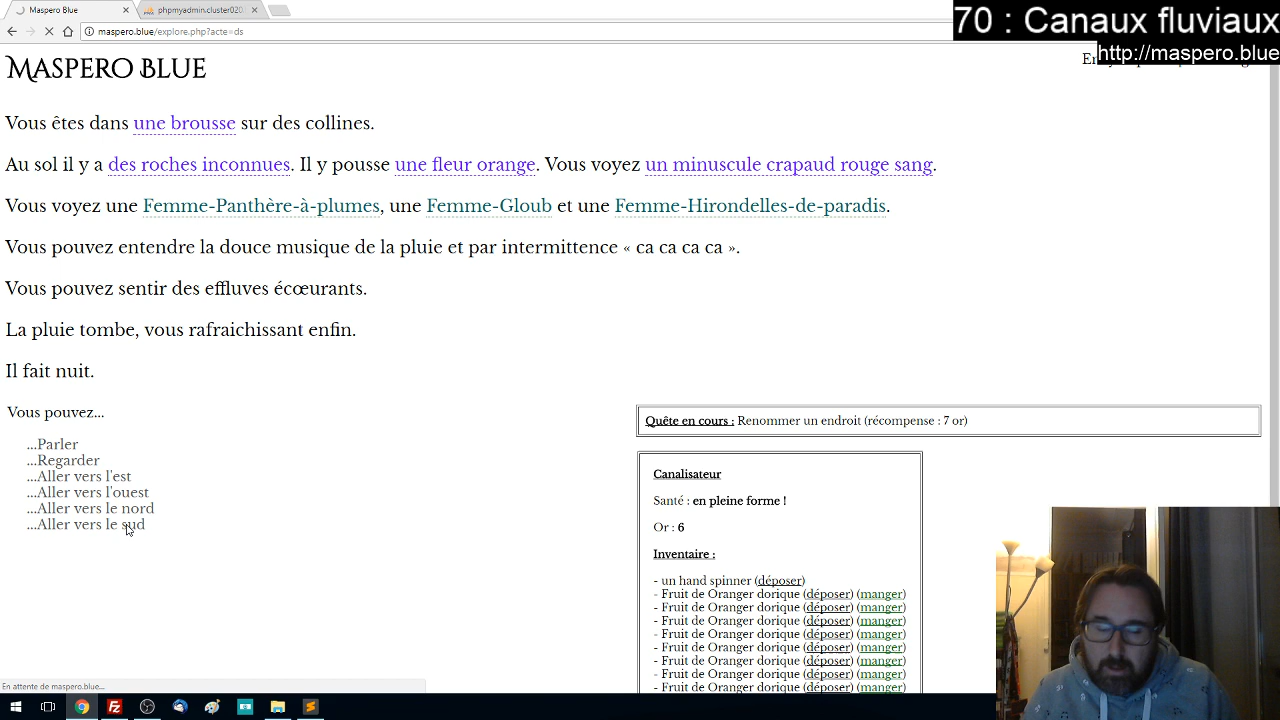 Maspero Blue
phpmyadmin.cluster020
maspero.blue/explore.php?acte=ds
70 : Canaux fluviaux
http://maspero.blue
MASPERO BLUE
Vous êtes dans une brousse sur des collines.
Au sol il y a des roches inconnues. Il y pousse une fleur orange. Vous voyez un minuscule crapaud rouge sang.
Vous voyez une Femme-Panthère-à-plumes, une Femme-Gloub et une Femme-Hirondelles-de-paradis.
Vous pouvez entendre la douce musique de la pluie et par intermittence « ca ca ca ca ».
Vous pouvez sentir des effluves écœurants.
La pluie tombe, vous rafraichissant enfin.
Il fait nuit.
Vous pouvez...
...Parler
...Regarder
...Aller vers l'est
...Aller vers l'ouest
...Aller vers le nord
...Aller vers le sud
Quête en cours : Renommer un endroit (récompense : 7 or)
Canalisateur
Santé : en pleine forme !
Or : 6
Inventaire :
- un hand spinner (déposer)
- Fruit de Oranger dorique (déposer) (manger)
- Fruit de Oranger dorique (déposer) (manger)
- Fruit de Oranger dorique (déposer) (manger)
- Fruit de Oranger dorique (déposer) (manger)
- Fruit de Oranger dorique (déposer) (manger)
- Fruit de Oranger dorique (déposer) (manger)
- Fruit de Oranger dorique (déposer) (manger)
- Fruit de Oranger dorique (déposer) (manger)
En attente de maspero.blue...